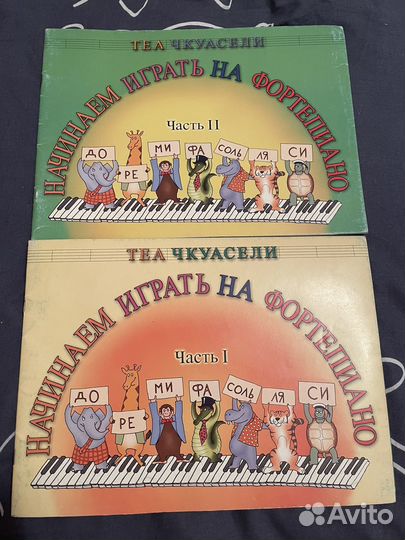 ТЕА ЧКУАСЕЛИ
НАЧИНАЕМ ИГРАТЬ НА ФОРТЕПИАНО
Часть II
ДО РЕ МИ ФА СОЛЬ ЛЯ СИ
ТЕА ЧКУАСЕЛИ
НАЧИНАЕМ ИГРАТЬ НА ФОРТЕПИАНО
Часть I
ДО РЕ МИ ФА СОЛЬ ЛЯ СИ
Avito